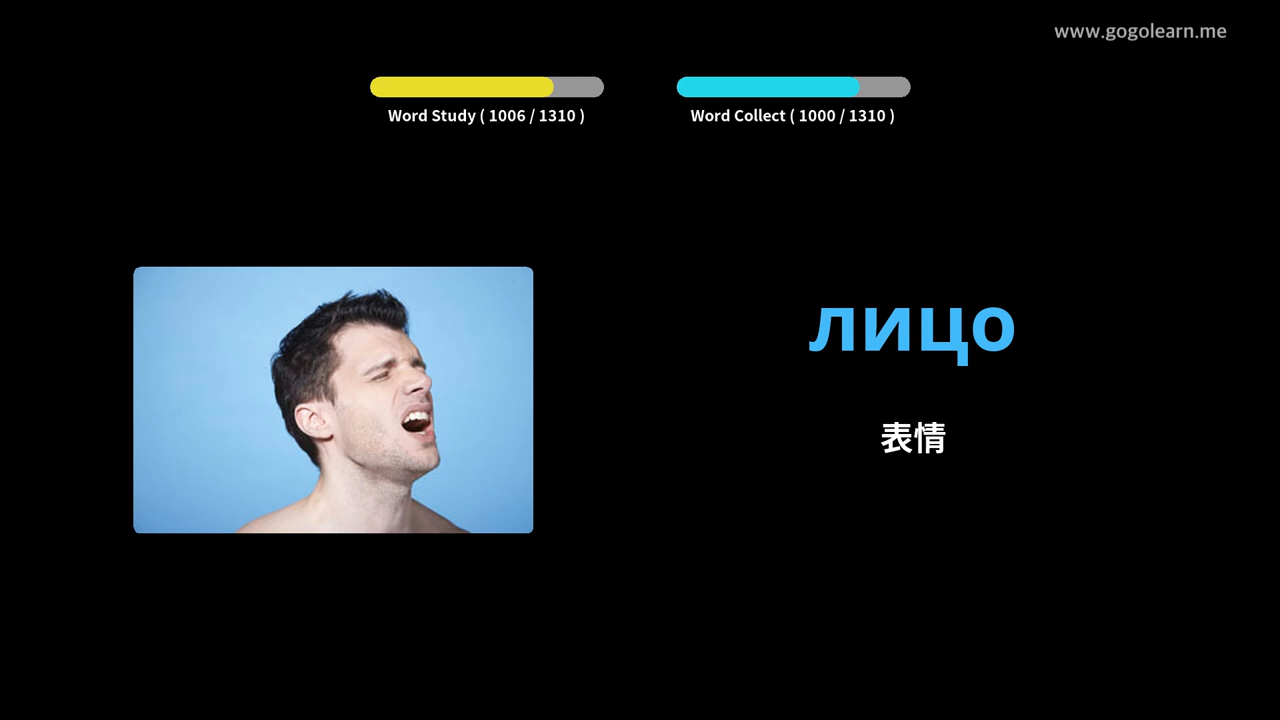 www.gogolearn.me
Word Study ( 1006 / 1310 )
Word Collect ( 1000 / 1310 )
лицо
表情